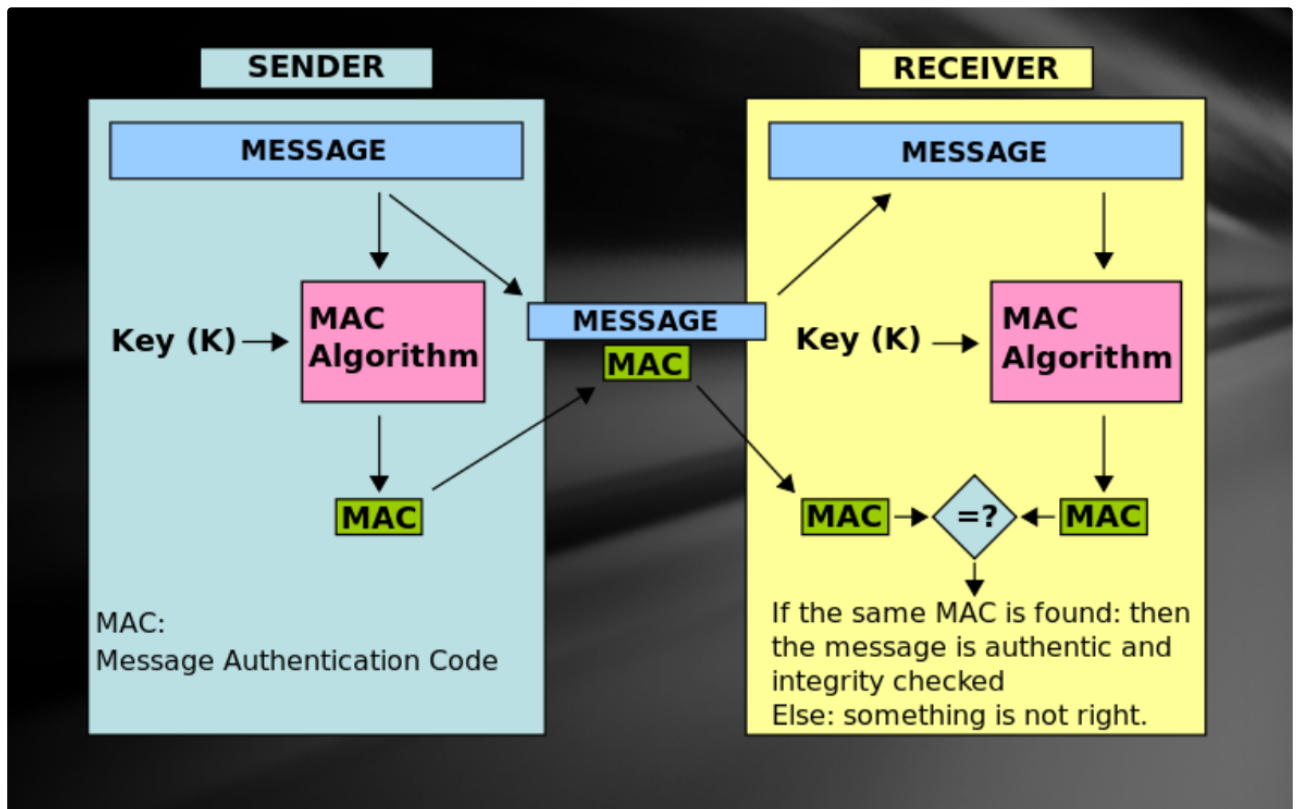 SENDER
MESSAGE
Key (K)
MAC
Algorithm
MAC
MAC:
Message Authentication Code
MESSAGE
MAC
RECEIVER
MESSAGE
Key (K)
MAC
Algorithm
MAC
=?
MAC
If the same MAC is found: then
the message is authentic and
integrity checked
Else: something is not right.